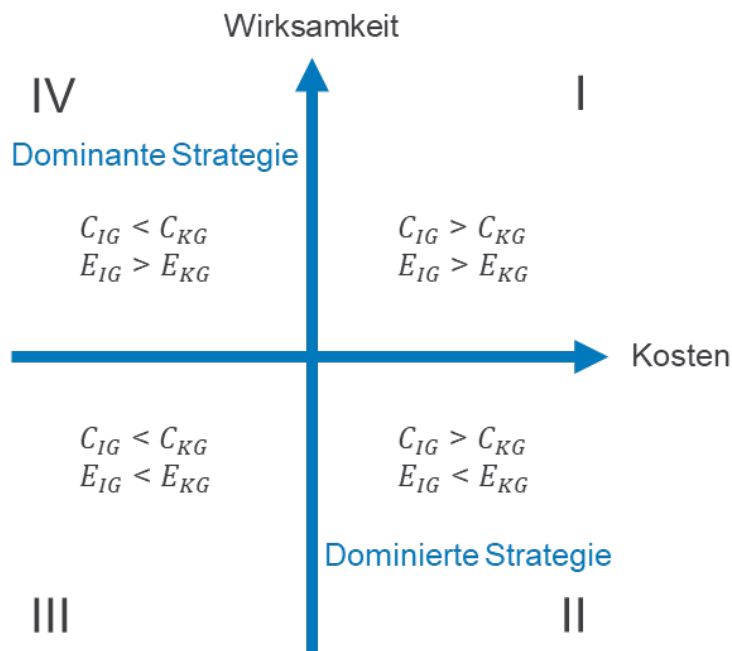 Wirksamkeit
IV
I
Dominante Strategie
C_IG < C_KG
E_IG > E_KG
C_IG > C_KG
E_IG > E_KG
Kosten
C_IG < C_KG
E_IG < E_KG
C_IG > C_KG
E_IG < E_KG
Dominierte Strategie
III
II